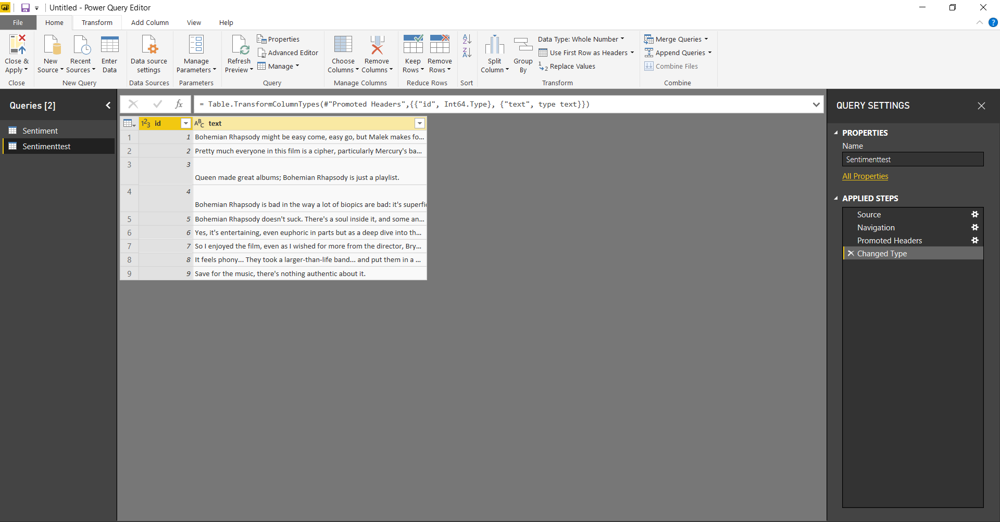 Untitled - Power Query Editor
File
Home
Transform
Add Column
View
Help
?
Close &
Apply
New
Source
Recent
Sources
Enter
Data
Data source
settings
Manage
Parameters
Refresh
Preview
Properties
Advanced Editor
Manage
Choose
Columns
Remove
Columns
Keep
Rows
Remove
Rows
A
Z
Z
A
Split
Column
Group
By
Data Type: Whole Number
Use First Row as Headers
1
2
Replace Values
Merge Queries
Append Queries
Combine Files
Close
New Query
Data Sources
Parameters
Query
Manage Columns
Reduce Rows
Sort
Transform
Combine
Queries [2]
Sentiment
Sentimenttest
fx
= Table.TransformColumnTypes(#"Promoted Headers",{{"id", Int64.Type}, {"text", type text}})
123 id
ABC text
1 1 Bohemian Rhapsody might be easy come, easy go, but Malek makes fo...
2 2 Pretty much everyone in this film is a cipher, particularly Mercury's ba...
3 3
Queen made great albums; Bohemian Rhapsody is just a playlist.
4 4
Bohemian Rhapsody is bad in the way a lot of biopics are bad: it's superfi
5 5 Bohemian Rhapsody doesn't suck. There's a soul inside it, and some an...
6 6 Yes, it's entertaining, even euphoric in parts but as a deep dive into th...
7 7 So I enjoyed the film, even as I wished for more from the director, Bry...
8 8 It feels phony... They took a larger-than-life band... and put them in a ...
9 9 Save for the music, there's nothing authentic about it.
QUERY SETTINGS
PROPERTIES
Name
Sentimenttest
All Properties
APPLIED STEPS
Source
Navigation
Promoted Headers
Changed Type